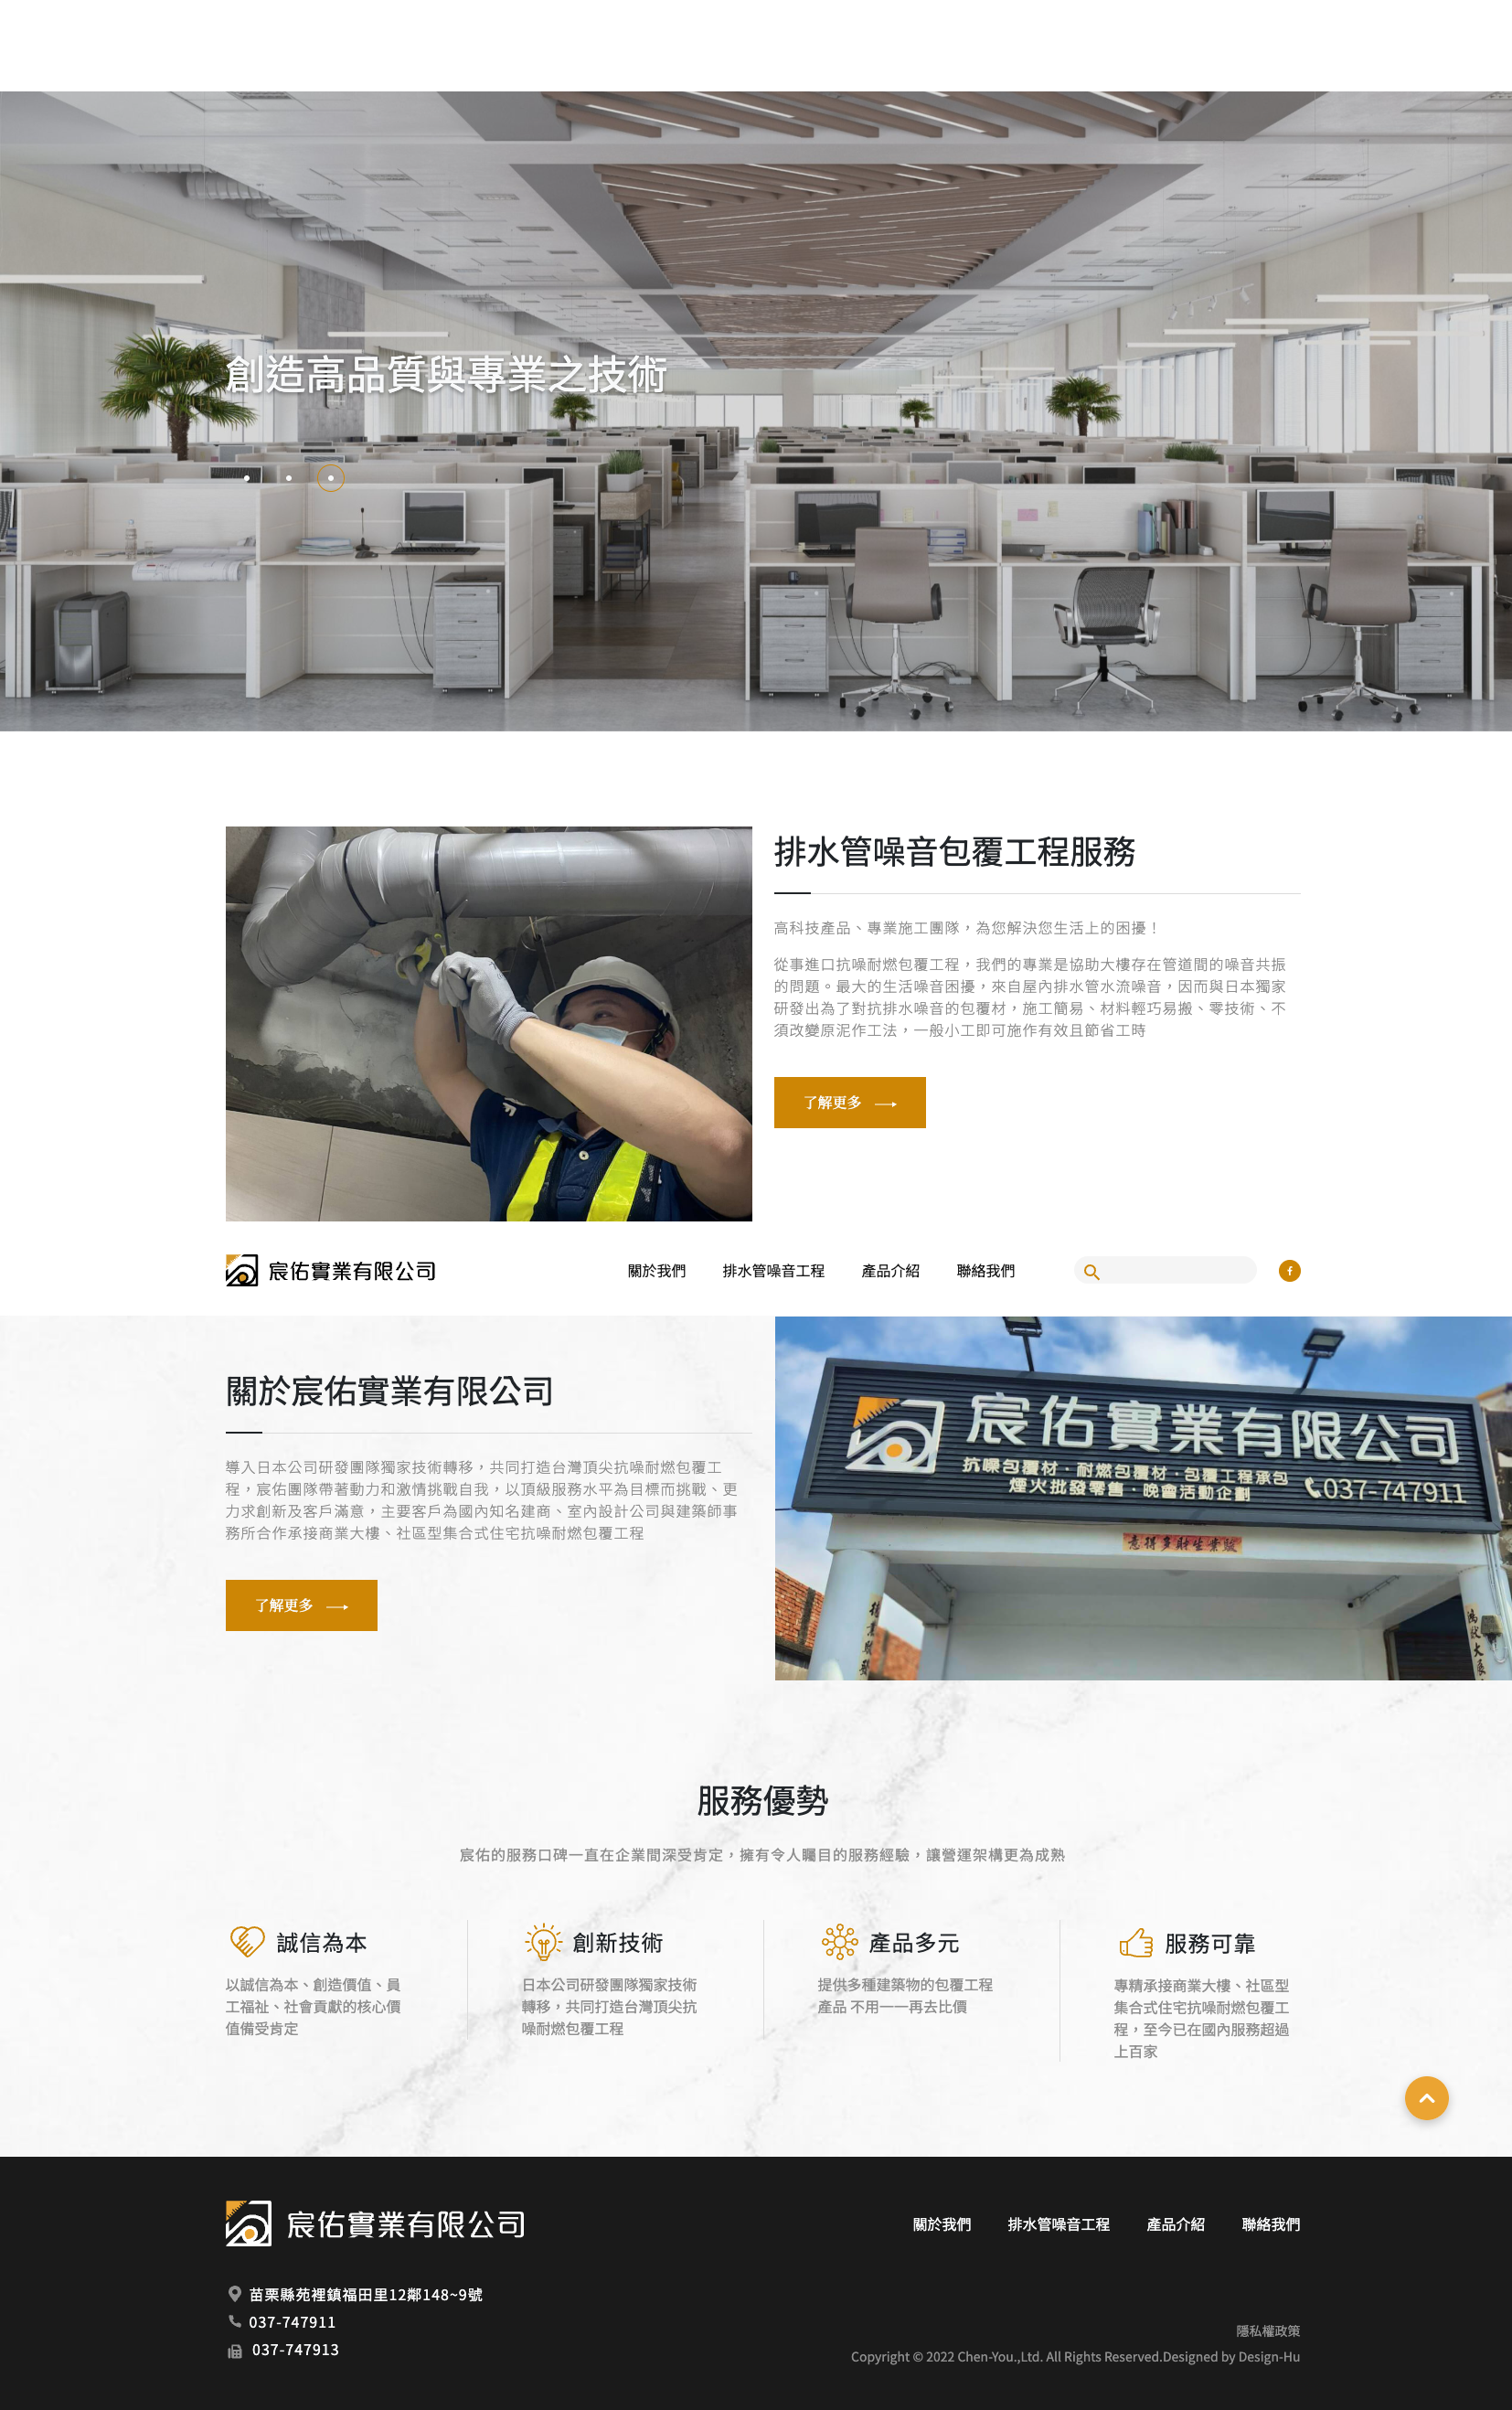 創造高品質與專業之技術
排水管噪音包覆工程服務
高科技產品、專業施工團隊，為您解決您生活上的困擾！
從事進口抗噪耐燃包覆工程，我們的專業是協助大樓存在管道間的噪音共振
的問題。最大的生活噪音困擾，來自屋內排水管水流噪音，因而與日本獨家
研發出為了對抗排水噪音的包覆材，施工簡易、材料輕巧易搬、零技術、不
須改變原泥作工法，一般小工即可施作有效且節省工時
了解更多
宸佑實業有限公司
關於我們
排水管噪音工程
產品介紹
聯絡我們
關於宸佑實業有限公司
導入日本公司研發團隊獨家技術轉移，共同打造台灣頂尖抗噪耐燃包覆工
程，宸佑團隊帶著動力和激情挑戰自我，以頂級服務水平為目標而挑戰、更
力求創新及客戶滿意，主要客戶為國內知名建商、室內設計公司與建築師事
務所合作承接商業大樓、社區型集合式住宅抗噪耐燃包覆工程
了解更多
宸佑實業有限公司
抗噪包覆材·耐燃包覆材·包覆工程承包
煙火批發零售·晚會活動企劃
037-747911
意得多財生業駿
服務優勢
宸佑的服務口碑一直在企業間深受肯定，擁有令人矚目的服務經驗，讓營運架構更為成熟
誠信為本
以誠信為本、創造價值、員
工福祉、社會貢獻的核心價
值備受肯定
創新技術
日本公司研發團隊獨家技術
轉移，共同打造台灣頂尖抗
噪耐燃包覆工程
產品多元
提供多種建築物的包覆工程
產品 不用一一再去比價
服務可靠
專精承接商業大樓、社區型
集合式住宅抗噪耐燃包覆工
程，至今已在國內服務超過
上百家
宸佑實業有限公司
關於我們
排水管噪音工程
產品介紹
聯絡我們
苗栗縣苑裡鎮福田里12鄰148~9號
037-747911
037-747913
隱私權政策
Copyright © 2022 Chen-You.,Ltd. All Rights Reserved.Designed by Design-Hu